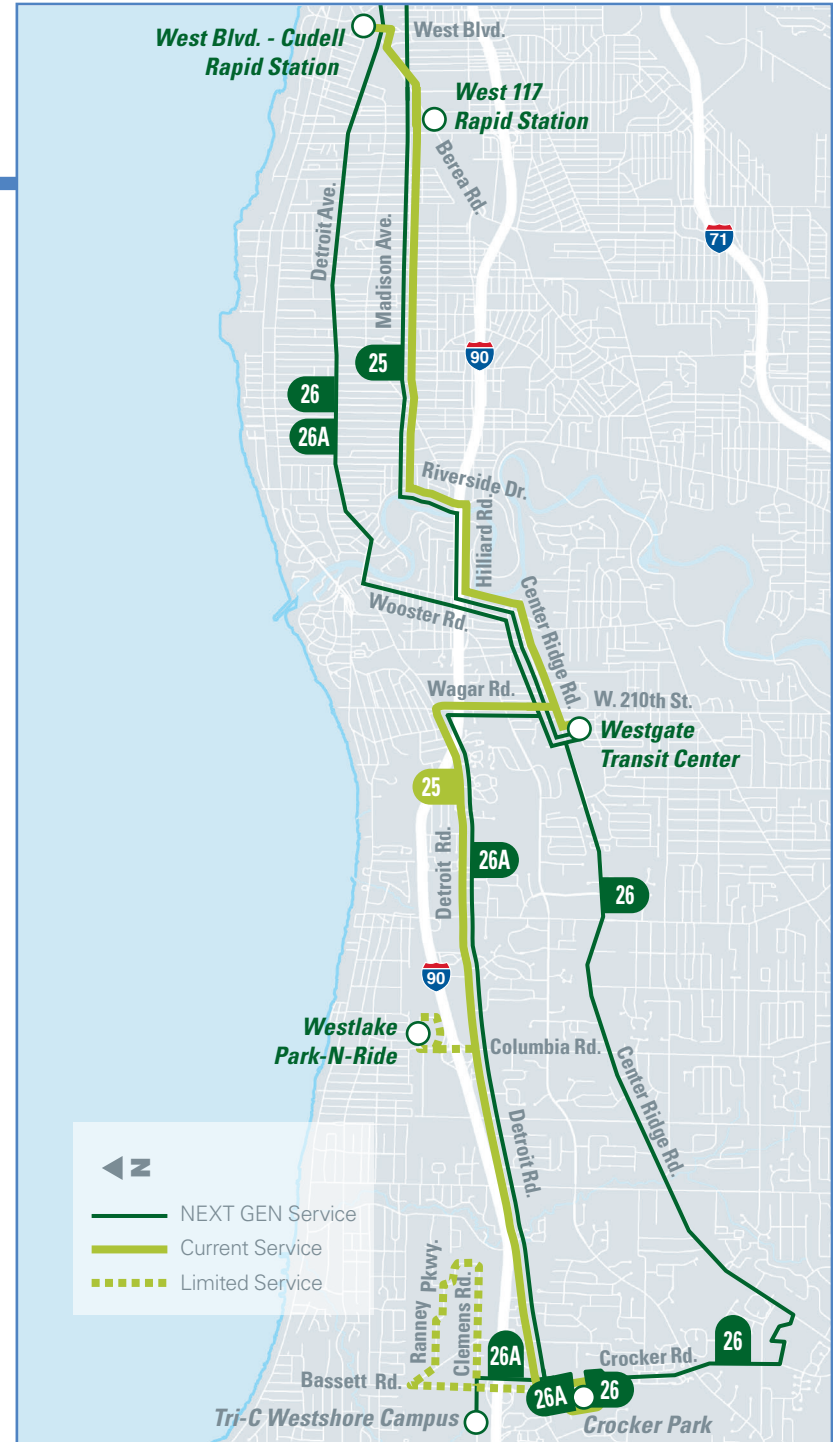 West Blvd. - Cudell
Rapid Station
West Blvd.
West 117
Rapid Station
Berea Rd.
Detroit Ave.
Madison Ave.
71
90
25
26
26A
Riverside Dr.
Hilliard Rd.
Wooster Rd.
Center Ridge Rd.
Wagar Rd.
W. 210th St.
Westgate
Transit Center
25
Detroit Rd.
26A
26
90
Westlake
Park-N-Ride
Columbia Rd.
Center Ridge Rd.
Detroit Rd.
N
NEXT GEN Service
Current Service
Limited Service
Ranney Pkwy.
Clemens Rd.
26A
Crocker Rd.
26
Bassett Rd.
26A
26
Tri-C Westshore Campus
Crocker Park